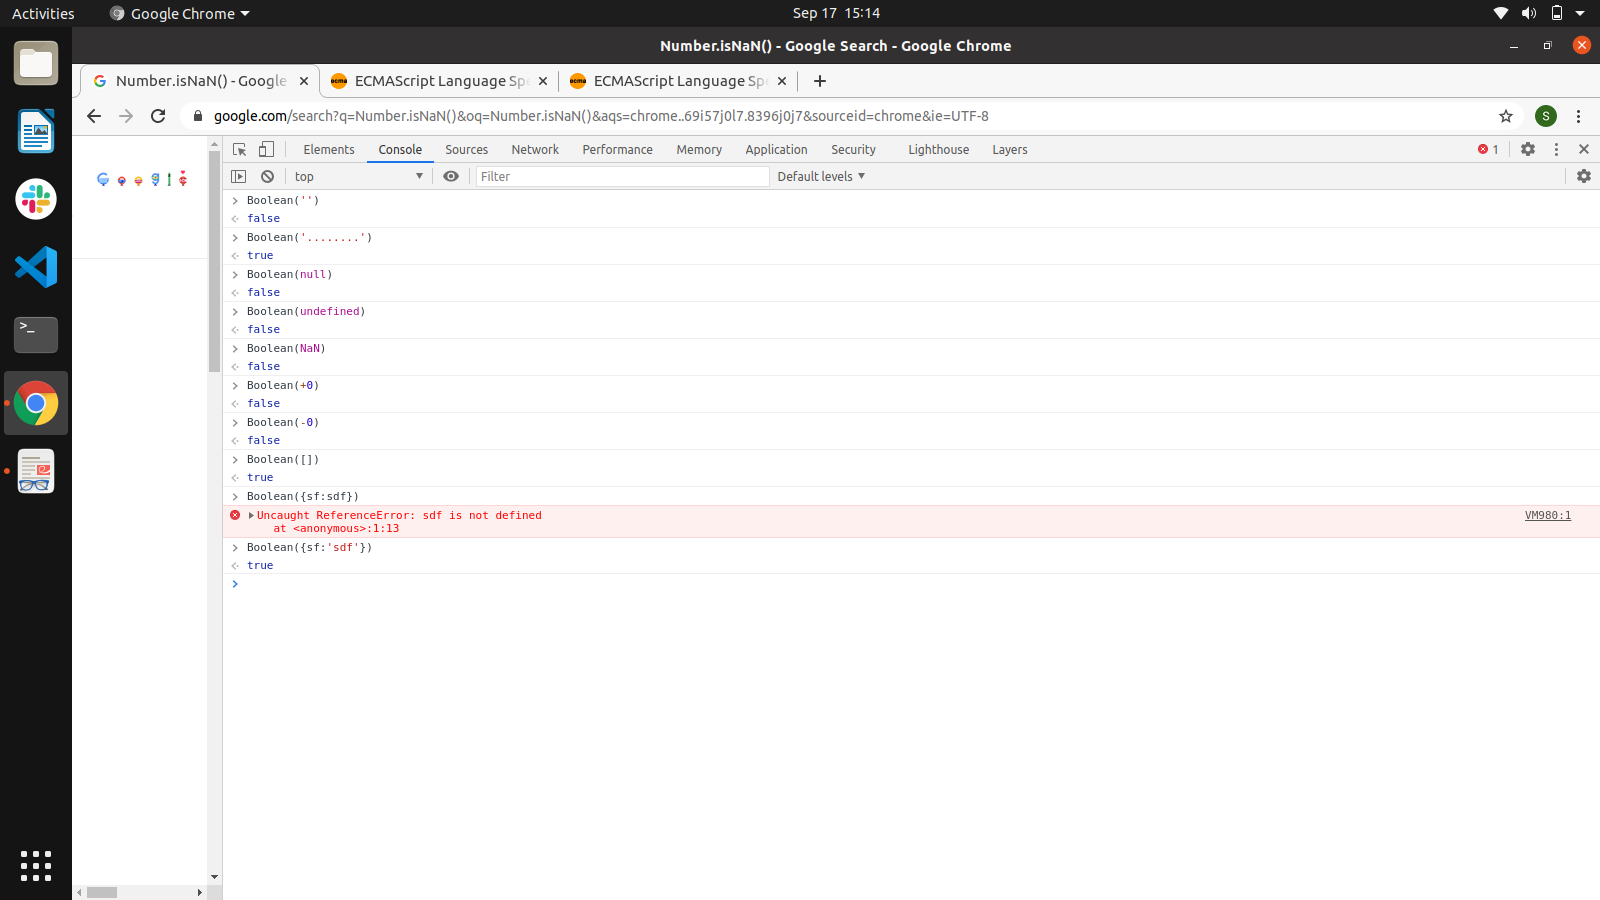 Activities
Google Chrome
Sep 17 15:14
Number.isNaN() - Google Search - Google Chrome
Number.isNaN() - Google
ECMAScript Language Spe
ECMAScript Language Spe
google.com/search?q=Number.isNaN()&oq=Number.isNaN()&aqs=chrome..69i57j0l7.8396j0j7&sourceid=chrome&ie=UTF-8
S
Elements Console Sources Network Performance Memory Application Security Lighthouse Layers
1
top
Filter
Default levels
Boolean('')
false
Boolean('........')
true
Boolean(null)
false
Boolean(undefined)
false
Boolean(NaN)
false
Boolean(+0)
false
Boolean(-0)
false
Boolean([])
true
Boolean({sf:sdf})
Uncaught ReferenceError: sdf is not defined
at <anonymous>:1:13
VM980:1
Boolean({sf:'sdf'})
true